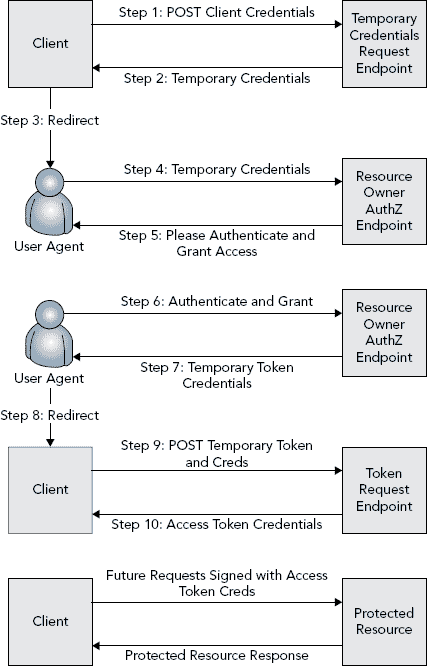 Client
Step 1: POST Client Credentials
Temporary
Credentials
Request
Endpoint
Step 2: Temporary Credentials
Step 3: Redirect
Step 4: Temporary Credentials
Resource
Owner
AuthZ
Endpoint
User Agent
Step 5: Please Authenticate and
Grant Access
Step 6: Authenticate and Grant
Resource
Owner
AuthZ
Endpoint
User Agent
Step 7: Temporary Token
Credentials
Step 8: Redirect
Step 9: POST Temporary Token
and Creds
Client
Token
Request
Endpoint
Step 10: Access Token Credentials
Future Requests Signed with Access
Token Creds
Client
Protected
Resource
Protected Resource Response